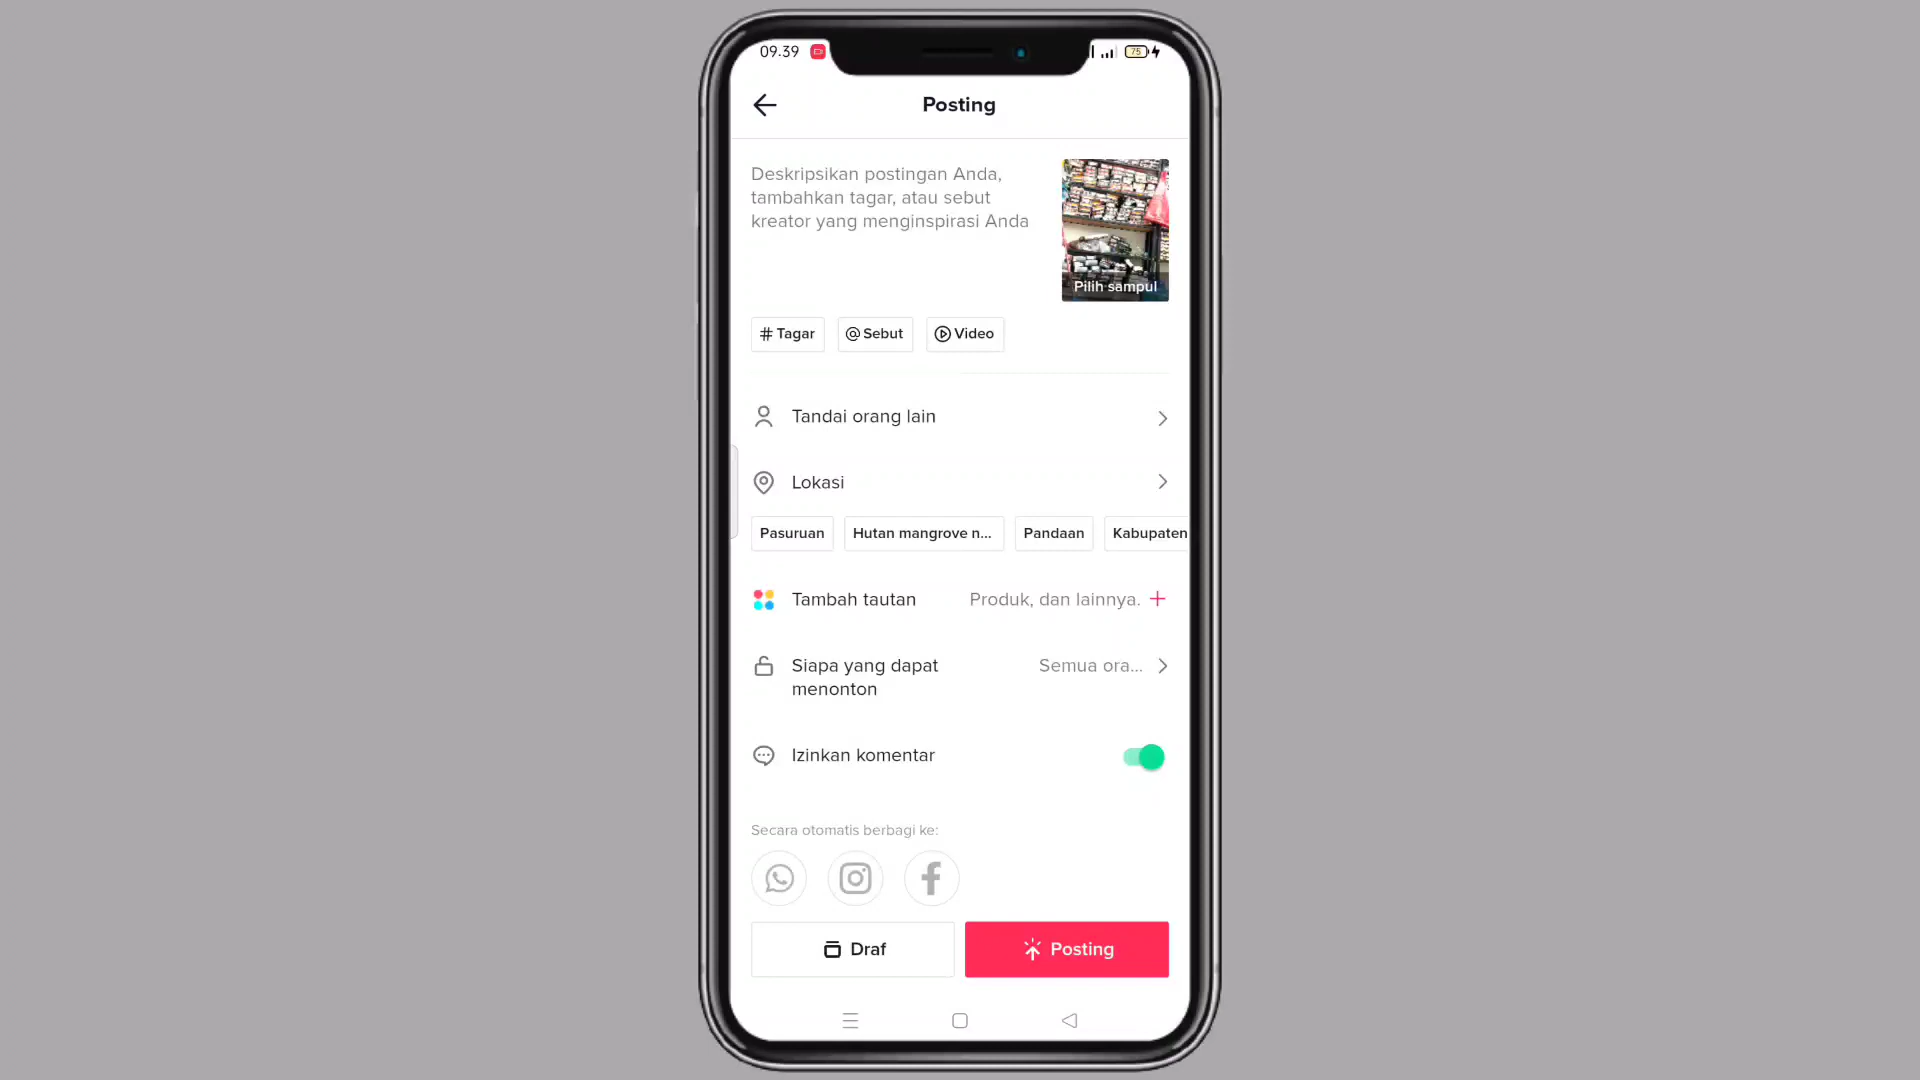 09.39
75
Posting
Deskripsikan postingan Anda,
tambahkan tagar, atau sebut
kreator yang menginspirasi Anda
Pilih sampul
# Tagar
@ Sebut
Video
Tandai orang lain
Lokasi
Pasuruan
Hutan mangrove n...
Pandaan
Kabupaten
Tambah tautan
Produk, dan lainnya.
Siapa yang dapat
menonton
Semua ora...
Izinkan komentar
Secara otomatis berbagi ke:
Draf
Posting